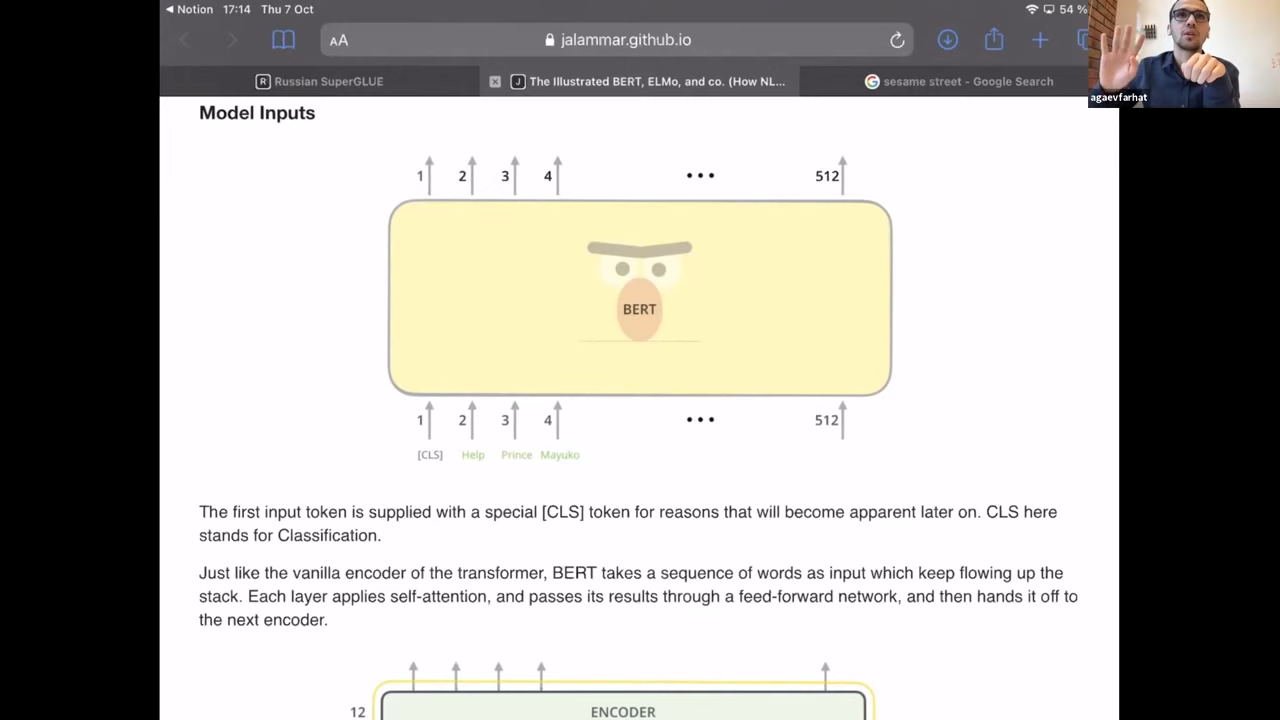 Notion 17:14 Thu 7 Oct 54 %
AA jalammar.github.io
Russian SuperGLUE The Illustrated BERT, ELMo, and co. (How NL... sesame street - Google Search
agaevfarhat
Model Inputs
1 2 3 4 ••• 512
BERT
1 2 3 4 ••• 512
[CLS] Help Prince Mayuko
The first input token is supplied with a special [CLS] token for reasons that will become apparent later on. CLS here
stands for Classification.
Just like the vanilla encoder of the transformer, BERT takes a sequence of words as input which keep flowing up the
stack. Each layer applies self-attention, and passes its results through a feed-forward network, and then hands it off to
the next encoder.
12 ENCODER